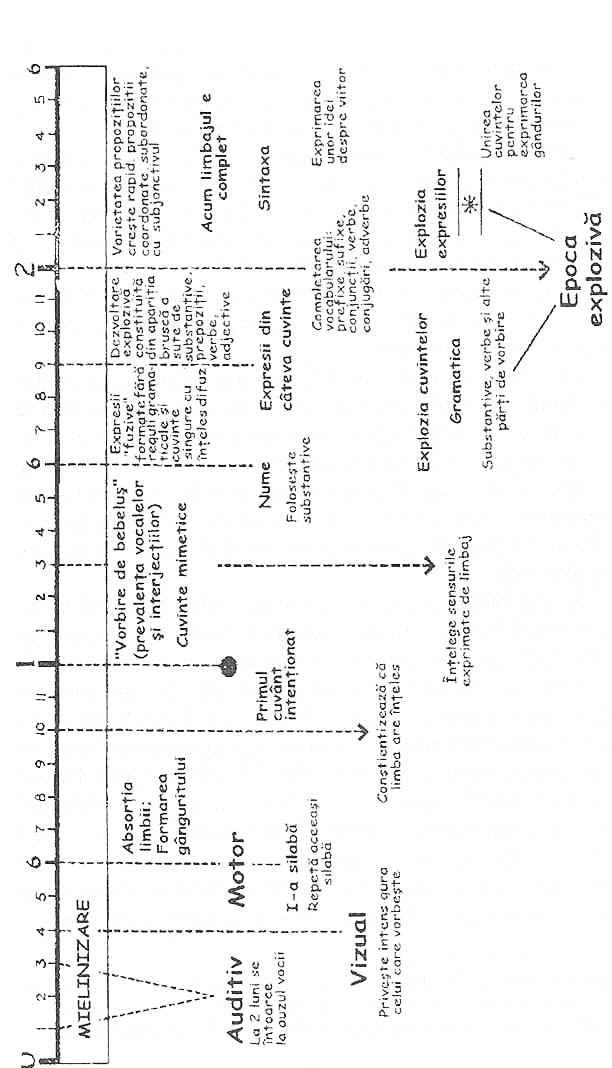 0
1
2
3
4
5
6
7
8
9
10
11
1
1
2
3
4
5
6
7
8
9
10
11
2
1
2
3
4
5
6
MIELINIZARE
Auditiv
La 2 luni se
întoarce
la auzul vocii
Vizual
Privește intens gura
celui care vorbește
Motor
I-a silabă
Repetă aceeași
silabă
Absorția
limbii;
Formarea
gânguritului
Conștientizează că
limba are înțeles
Primul
cuvânt
intenționat
"Vorbire de bebeluș"
(prevalența vocalelor
și interjecțiilor)
Cuvinte mimetice
Înțelege sensurile
exprimate de limbaj
Nume
Folosește
substantive
Expresii
"fuzive"
formate fără
reguli grama-
ticale și
cuvinte
singure cu
înțeles difuz
Dezvoltare
explozivă
constituită
din apariția
bruscă a
sute de
substantive,
prepoziții,
verbe,
adjective
Expresii din
câteva cuvinte
Completarea
vocabularului:
prefixe, sufixe,
conjuncții, verbe,
conjugări, adverbe
Varietatea propozițiilor
crește rapid. propozitii
coordonate, subordonate,
cu subjonctivul
Acum limbajul e
complet
Sintaxa
Exprimarea
unor idei
despre viitor
Explozia cuvintelor
Gramatica
Substantive, verbe și alte
părți de vorbire
Explozia
expresiilor
Unirea
cuvintelor
pentru
exprimarea
gândurilor
Epoca
explozivă